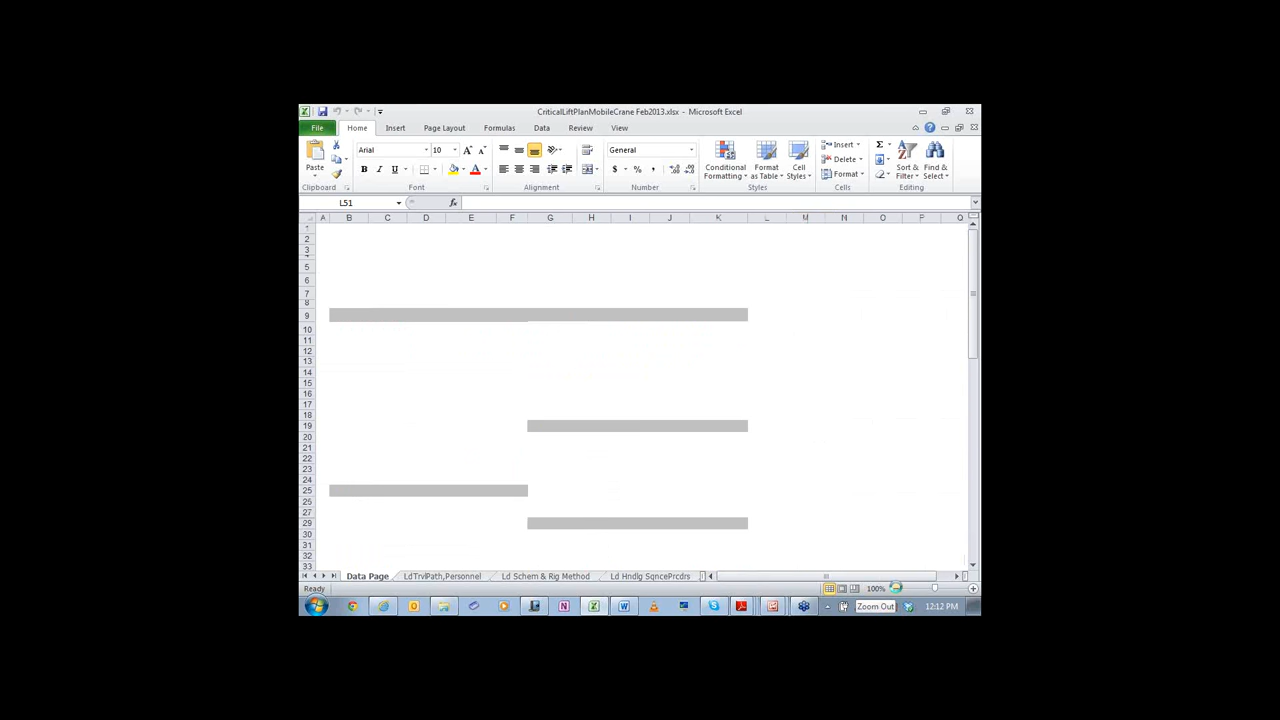 CriticalLiftPlanMobileCrane Feb2013.xlsx - Microsoft Excel
File Home Insert Page Layout Formulas Data Review View
Paste
Arial 10
B I U A
General
$ % ,
Conditional Formatting
Format as Table
Cell Styles
Insert
Delete
Format
Σ
Sort & Filter
Find & Select
Clipboard Font Alignment Number Styles Cells Editing
L51 fx
A B C D E F G H I J K L M N O P Q
1
2
3
5
6
7
8
9
10
11
12
13
14
15
16
17
18
19
20
21
22
23
24
25
26
27
29
30
31
32
33
Data Page LdTrvlPath,Personnel Ld Schem & Rig Method Ld Hndlg SqncePrcdrs
Ready 100%
Zoom Out 12:12 PM